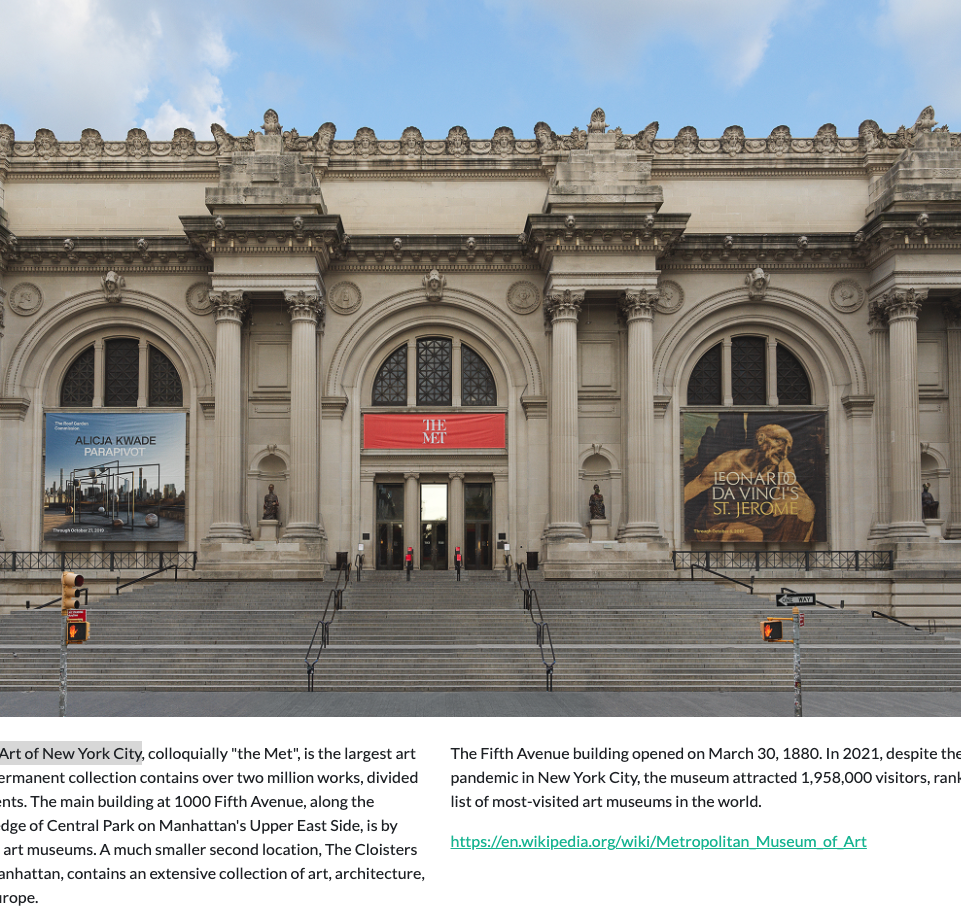 The Roof Garden
Commission
ALICJA KWADE
PARAPIVOT
Through October 27, 2019
THE
MET
LEONARDO
DA VINCI'S
ST. JEROME
ONE WAY
Art of New York City, colloquially "the Met", is the largest art
ermanent collection contains over two million works, divided
ents. The main building at 1000 Fifth Avenue, along the
dge of Central Park on Manhattan's Upper East Side, is by
art museums. A much smaller second location, The Cloisters
anhattan, contains an extensive collection of art, architecture,
urope.
The Fifth Avenue building opened on March 30, 1880. In 2021, despite the
pandemic in New York City, the museum attracted 1,958,000 visitors, rank
list of most-visited art museums in the world.
https://en.wikipedia.org/wiki/Metropolitan_Museum_of_Art